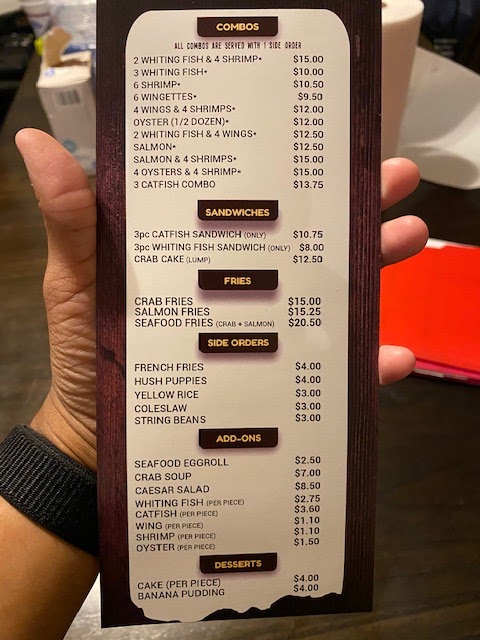 COMBOS
ALL COMBOS ARE SERVED WITH 1 SIDE ORDER
2 WHITING FISH & 4 SHRIMP* $15.00
3 WHITING FISH* $10.00
6 SHRIMP* $10.50
6 WINGETTES* $9.50
4 WINGS & 4 SHRIMPS* $12.00
OYSTER (1/2 DOZEN)* $12.00
2 WHITING FISH & 4 WINGS* $12.50
SALMON* $12.50
SALMON & 4 SHRIMPS* $15.00
4 OYSTERS & 4 SHRIMP* $15.00
3 CATFISH COMBO $13.75
SANDWICHES
3pc CATFISH SANDWICH (ONLY) $10.75
3pc WHITING FISH SANDWICH (ONLY) $8.00
CRAB CAKE (LUMP) $12.50
FRIES
CRAB FRIES $15.00
SALMON FRIES $15.25
SEAFOOD FRIES (CRAB + SALMON) $20.50
SIDE ORDERS
FRENCH FRIES $4.00
HUSH PUPPIES $4.00
YELLOW RICE $3.00
COLESLAW $3.00
STRING BEANS $3.00
ADD-ONS
SEAFOOD EGGROLL $2.50
CRAB SOUP $7.00
CAESAR SALAD $8.50
WHITING FISH (PER PIECE) $2.75
CATFISH (PER PIECE) $3.60
WING (PER PIECE) $1.10
SHRIMP (PER PIECE) $1.10
OYSTER (PER PIECE) $1.50
DESSERTS
CAKE (PER PIECE) $4.00
BANANA PUDDING $4.00